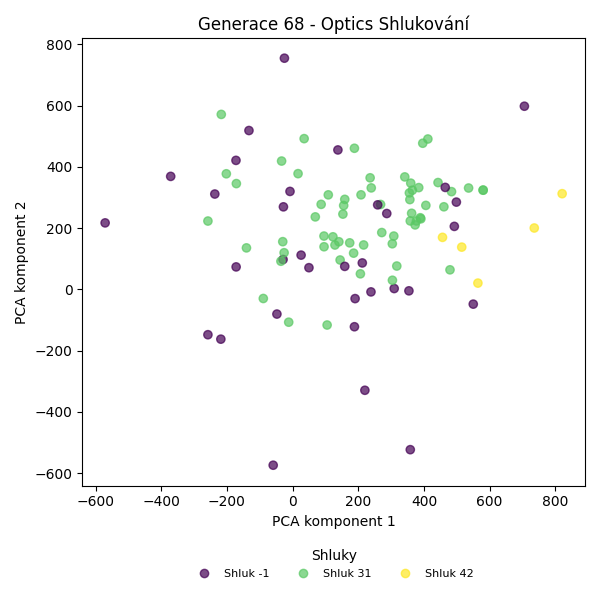 Generace 68 - Optics Shlukování
PCA komponent 2
800
600
400
200
0
−200
−400
−600
−600
−400
−200
0
200
400
600
800
PCA komponent 1
Shluky
Shluk -1
Shluk 31
Shluk 42